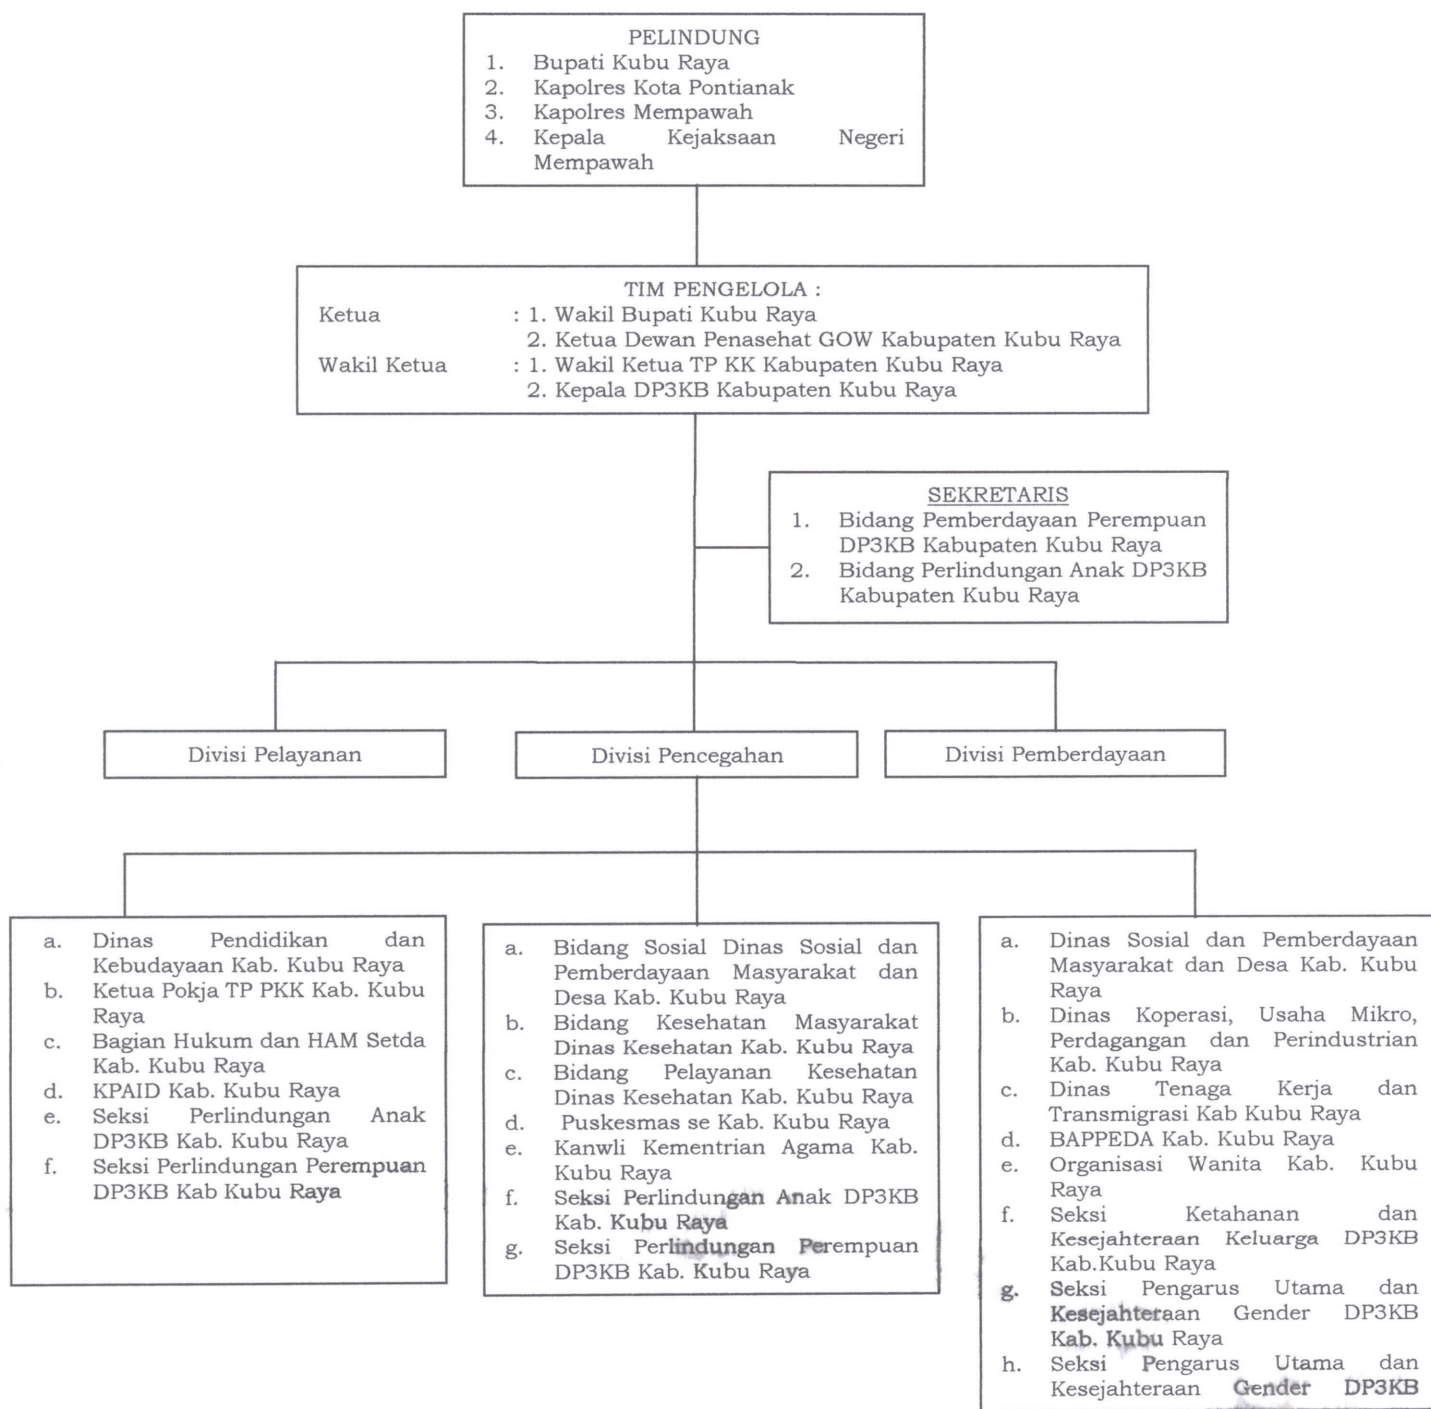 PELINDUNG
1. Bupati Kubu Raya
2. Kapolres Kota Pontianak
3. Kapolres Mempawah
4. Kepala Kejaksaan Negeri
Mempawah
TIM PENGELOLA :
Ketua : 1. Wakil Bupati Kubu Raya
2. Ketua Dewan Penasehat GOW Kabupaten Kubu Raya
Wakil Ketua : 1. Wakil Ketua TP KK Kabupaten Kubu Raya
2. Kepala DP3KB Kabupaten Kubu Raya
SEKRETARIS
1. Bidang Pemberdayaan Perempuan
DP3KB Kabupaten Kubu Raya
2. Bidang Perlindungan Anak DP3KB
Kabupaten Kubu Raya
Divisi Pelayanan
Divisi Pencegahan
Divisi Pemberdayaan
a. Dinas Pendidikan dan
Kebudayaan Kab. Kubu Raya
b. Ketua Pokja TP PKK Kab. Kubu
Raya
c. Bagian Hukum dan HAM Setda
Kab. Kubu Raya
d. KPAID Kab. Kubu Raya
e. Seksi Perlindungan Anak
DP3KB Kab. Kubu Raya
f. Seksi Perlindungan Perempuan
DP3KB Kab Kubu Raya
a. Bidang Sosial Dinas Sosial dan
Pemberdayaan Masyarakat dan
Desa Kab. Kubu Raya
b. Bidang Kesehatan Masyarakat
Dinas Kesehatan Kab. Kubu Raya
c. Bidang Pelayanan Kesehatan
Dinas Kesehatan Kab. Kubu Raya
d. Puskesmas se Kab. Kubu Raya
e. Kanwli Kementrian Agama Kab.
Kubu Raya
f. Seksi Perlindungan Anak DP3KB
Kab. Kubu Raya
g. Seksi Perlindungan Perempuan
DP3KB Kab. Kubu Raya
a. Dinas Sosial dan Pemberdayaan
Masyarakat dan Desa Kab. Kubu
Raya
b. Dinas Koperasi, Usaha Mikro,
Perdagangan dan Perindustrian
Kab. Kubu Raya
c. Dinas Tenaga Kerja dan
Transmigrasi Kab Kubu Raya
d. BAPPEDA Kab. Kubu Raya
e. Organisasi Wanita Kab. Kubu
Raya
f. Seksi Ketahanan dan
Kesejahteraan Keluarga DP3KB
Kab.Kubu Raya
g. Seksi Pengarus Utama dan
Kesejahteraan Gender DP3KB
Kab. Kubu Raya
h. Seksi Pengarus Utama dan
Kesejahteraan Gender DP3KB